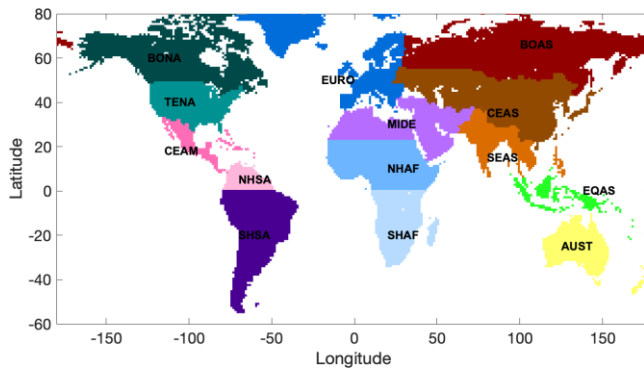 80
60
40
20
0
-20
-40
-60
Latitude
BONA
BOAS
EURO
TENA
CEAS
MIDE
CEAM
SEAS
NHSA
NHAF
EQAS
SHSA
SHAF
AUST
-150
-100
-50
0
50
100
150
Longitude